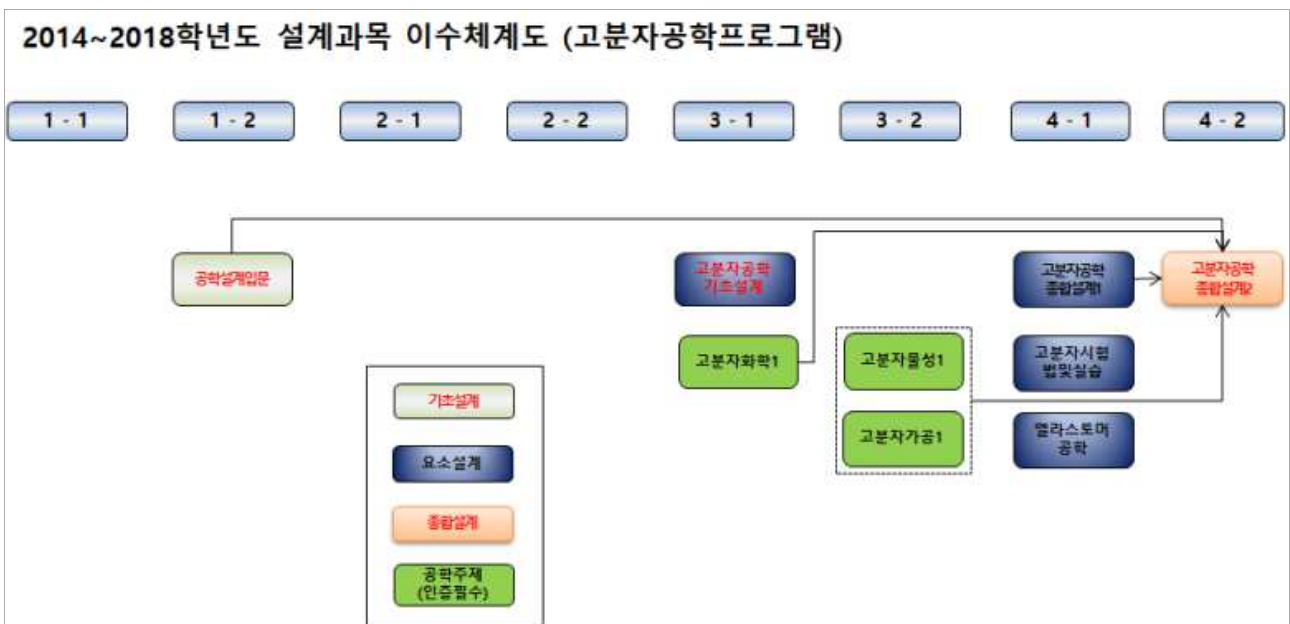 2014~2018학년도 설계과목 이수체계도 (고분자공학프로그램)
1 - 1
1 - 2
2 - 1
2 - 2
3 - 1
3 - 2
4 - 1
4 - 2
공학설계입문
고분자공학
기초설계
고분자공학
종합설계1
고분자공학
종합설계2
고분자화학1
고분자물성1
고분자시험
법및실습
고분자가공1
엘라스토머
공학
기초설계
요소설계
종합설계
공학주제
(인증필수)